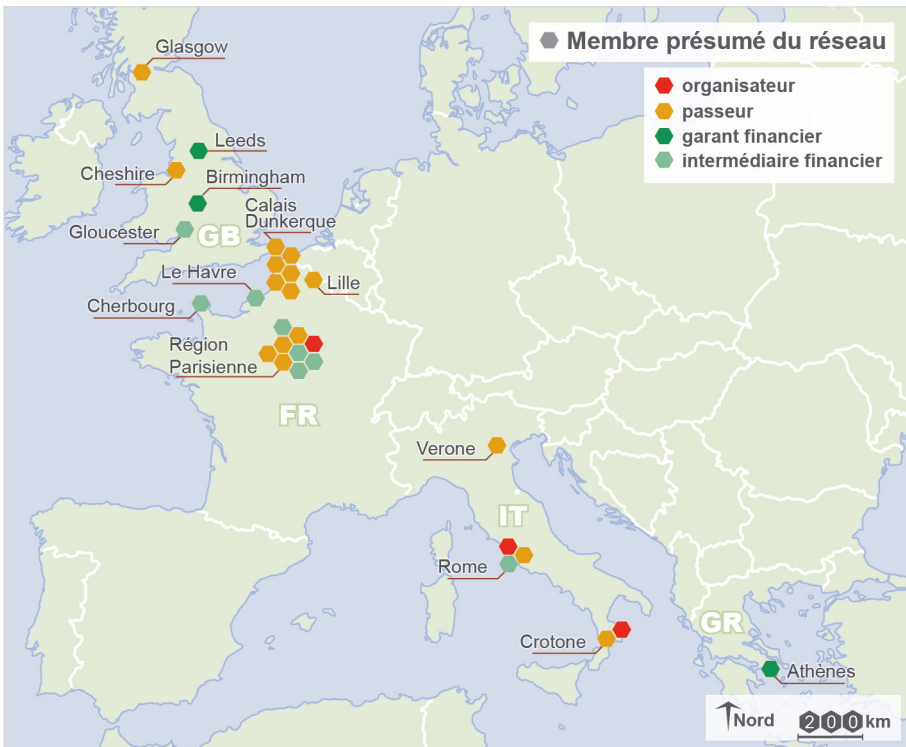 Membre présumé du réseau
organisateur
passeur
garant financier
intermédiaire financier
Glasgow
Leeds
Cheshire
Birmingham
Calais
Dunkerque
Gloucester
GB
Le Havre
Lille
Cherbourg
Région
Parisienne
FR
Verone
IT
Rome
GR
Crotone
Athènes
Nord
200 km